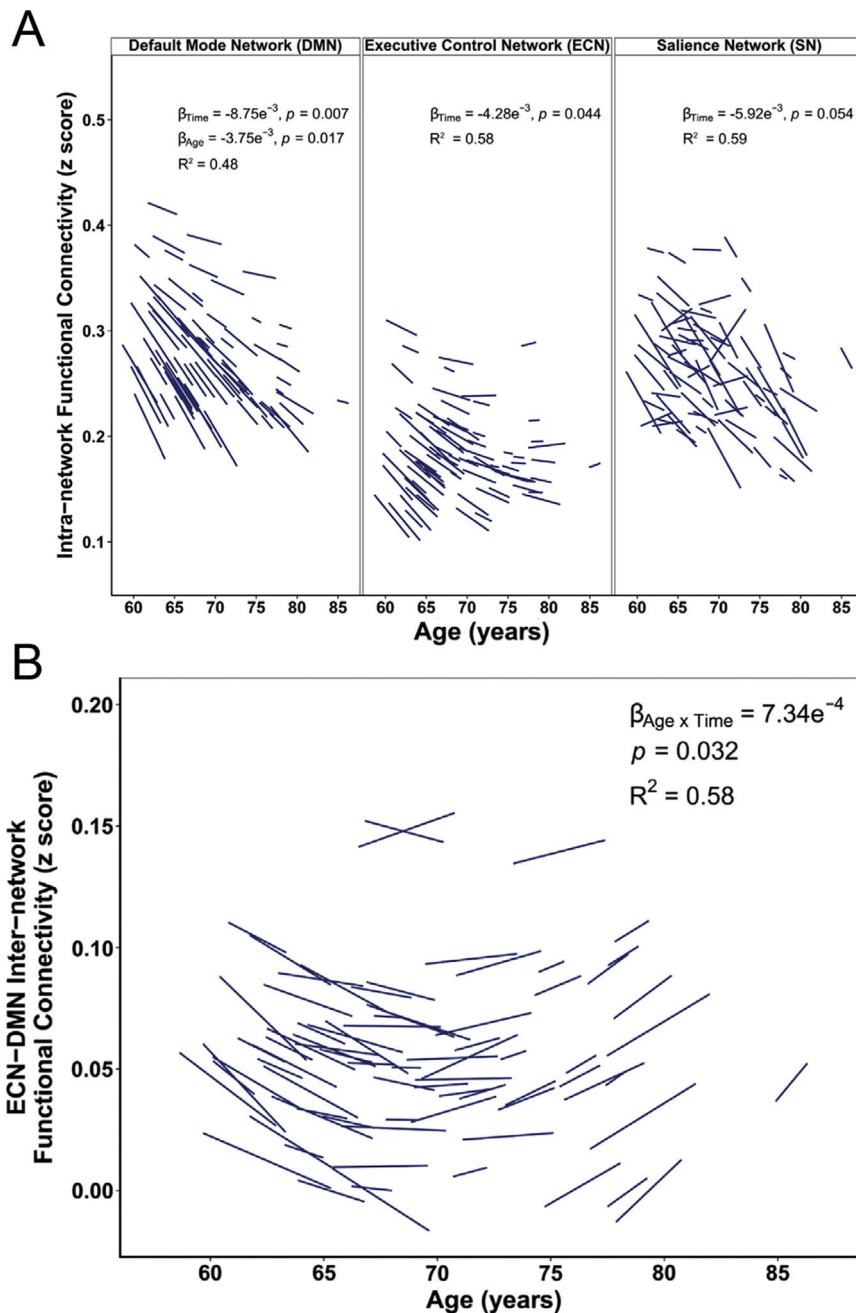 A
Default Mode Network (DMN) Executive Control Network (ECN) Salience Network (SN)
β_Time = -8.75e⁻³, p = 0.007
β_Age = -3.75e⁻³, p = 0.017
R² = 0.48
β_Time = -4.28e⁻³, p = 0.044
R² = 0.58
β_Time = -5.92e⁻³, p = 0.054
R² = 0.59
Intra−network Functional Connectivity (z score)
0.5
0.4
0.3
0.2
0.1
60 65 70 75 80 85 60 65 70 75 80 85 60 65 70 75 80 85
Age (years)
B
β_Age x Time = 7.34e⁻⁴
p = 0.032
R² = 0.58
ECN−DMN Inter−network
Functional Connectivity (z score)
0.20
0.15
0.10
0.05
0.00
60 65 70 75 80 85
Age (years)